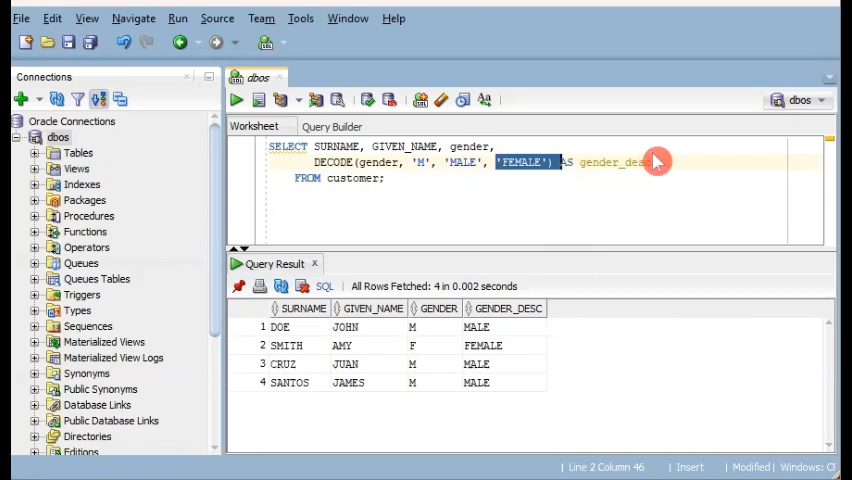 File Edit View Navigate Run Source Team Tools Window Help
Connections
dbos
dbos
Worksheet Query Builder
SELECT SURNAME, GIVEN_NAME, gender,
DECODE(gender, 'M', 'MALE', 'FEMALE') AS gender_desc
FROM customer;
Oracle Connections
dbos
Tables
Views
Indexes
Packages
Procedures
Functions
Operators
Queues
Queues Tables
Triggers
Types
Sequences
Materialized Views
Materialized View Logs
Synonyms
Public Synonyms
Database Links
Public Database Links
Directories
Editions
Query Result
SQL All Rows Fetched: 4 in 0.002 seconds
SURNAME GIVEN_NAME GENDER GENDER_DESC
1 DOE JOHN M MALE
2 SMITH AMY F FEMALE
3 CRUZ JUAN M MALE
4 SANTOS JAMES M MALE
Line 2 Column 46 Insert Modified Windows: